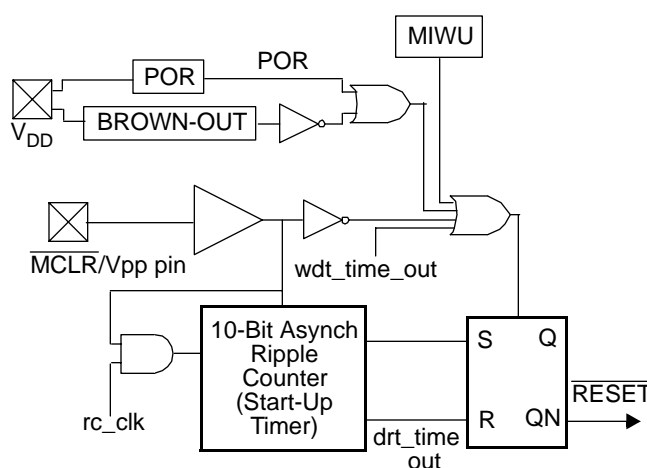 MIWU
POR
POR
BROWN-OUT
VDD
MCLR/Vpp pin
wdt_time_out
10-Bit Asynch
Ripple
Counter
(Start-Up
Timer)
rc_clk
S
Q
R
QN
RESET
drt_time
out